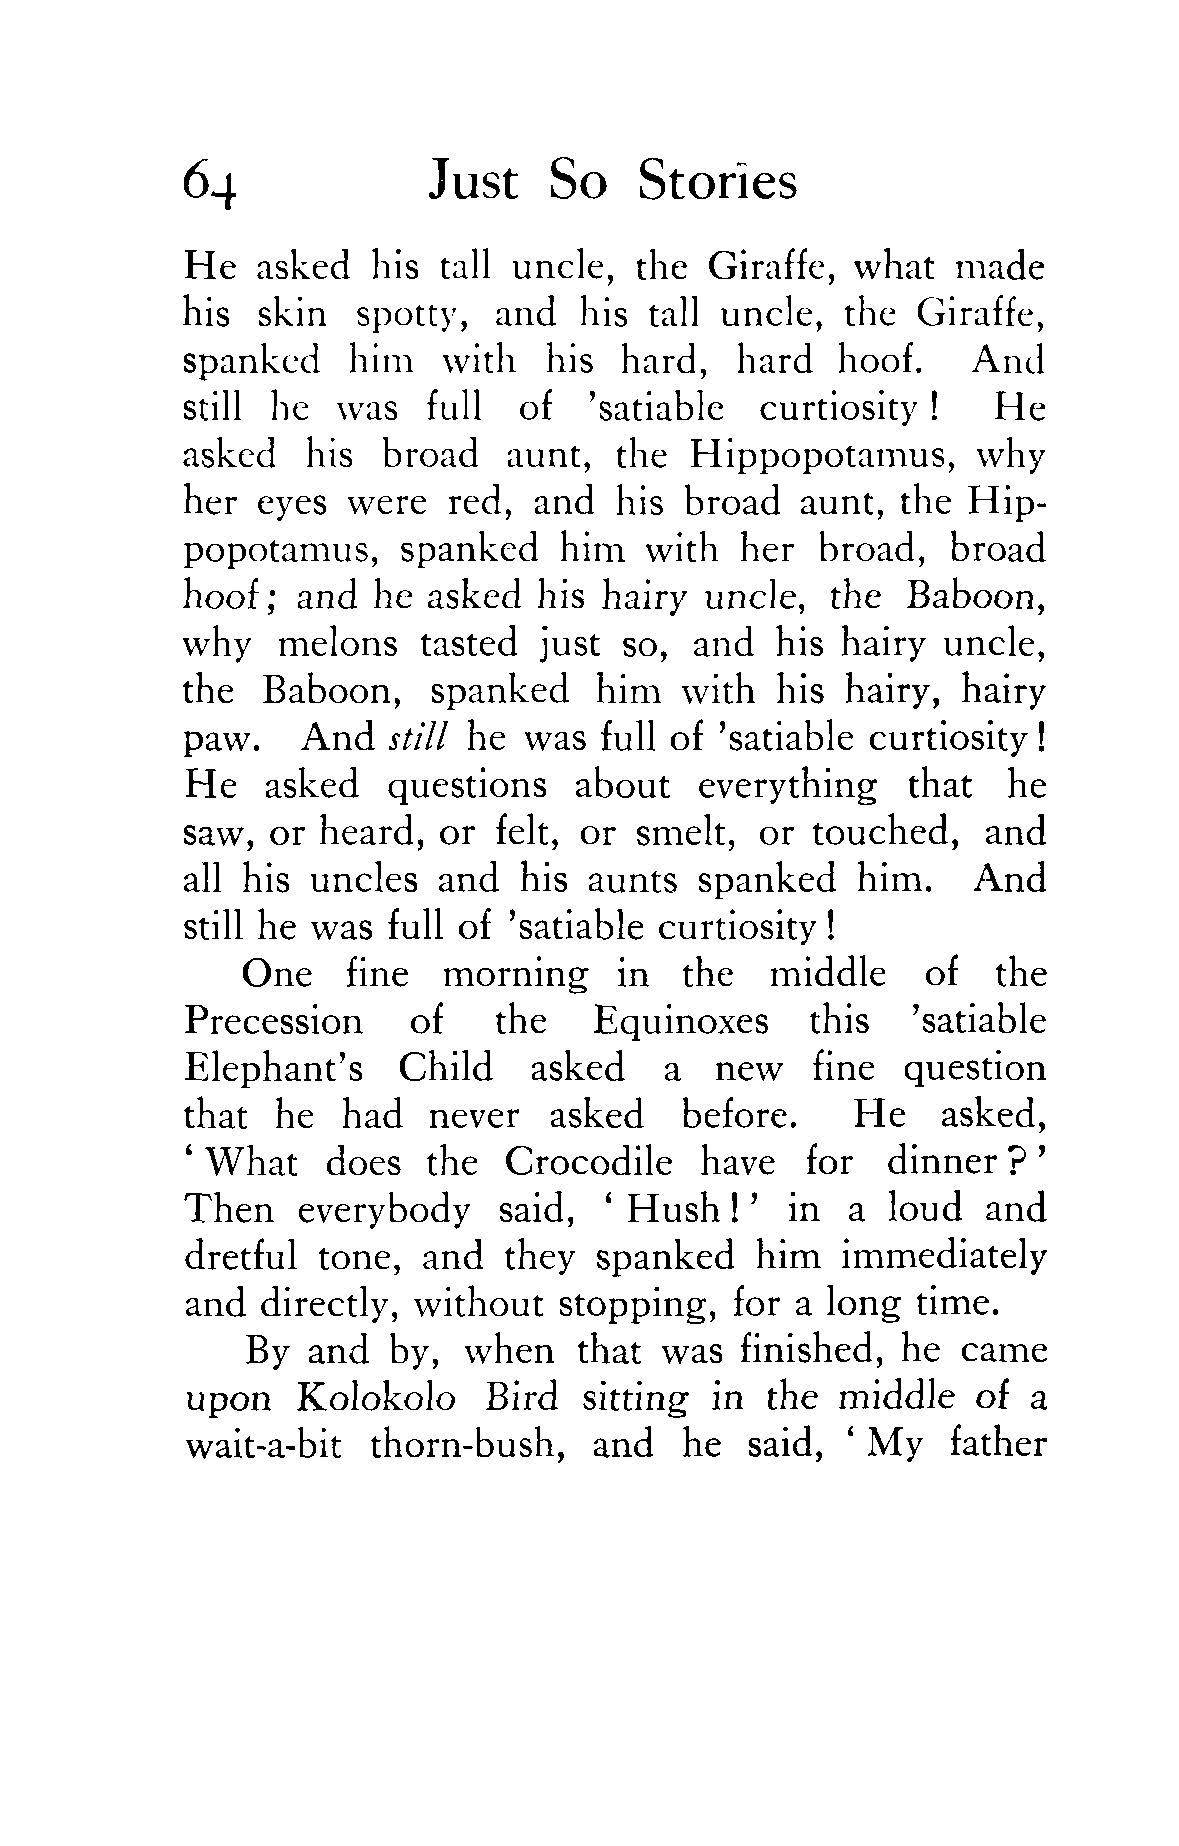 64 Just So Stories
He asked his tall uncle, the Giraffe, what made
his skin spotty, and his tall uncle, the Giraffe,
spanked him with his hard, hard hoof. And
still he was full of ’satiable curtiosity ! He
asked his broad aunt, the Hippopotamus, why
her eyes were red, and his broad aunt, the Hip-
popotamus, spanked him with her broad, broad
hoof ; and he asked his hairy uncle, the Baboon,
why melons tasted just so, and his hairy uncle,
the Baboon, spanked him with his hairy, hairy
paw. And still he was full of ’satiable curtiosity !
He asked questions about everything that he
saw, or heard, or felt, or smelt, or touched, and
all his uncles and his aunts spanked him. And
still he was full of ’satiable curtiosity !
One fine morning in the middle of the
Precession of the Equinoxes this ’satiable
Elephant’s Child asked a new fine question
that he had never asked before. He asked,
‘ What does the Crocodile have for dinner ? ’
Then everybody said, ‘ Hush ! ’ in a loud and
dretful tone, and they spanked him immediately
and directly, without stopping, for a long time.
By and by, when that was finished, he came
upon Kolokolo Bird sitting in the middle of a
wait-a-bit thorn-bush, and he said, ‘ My father